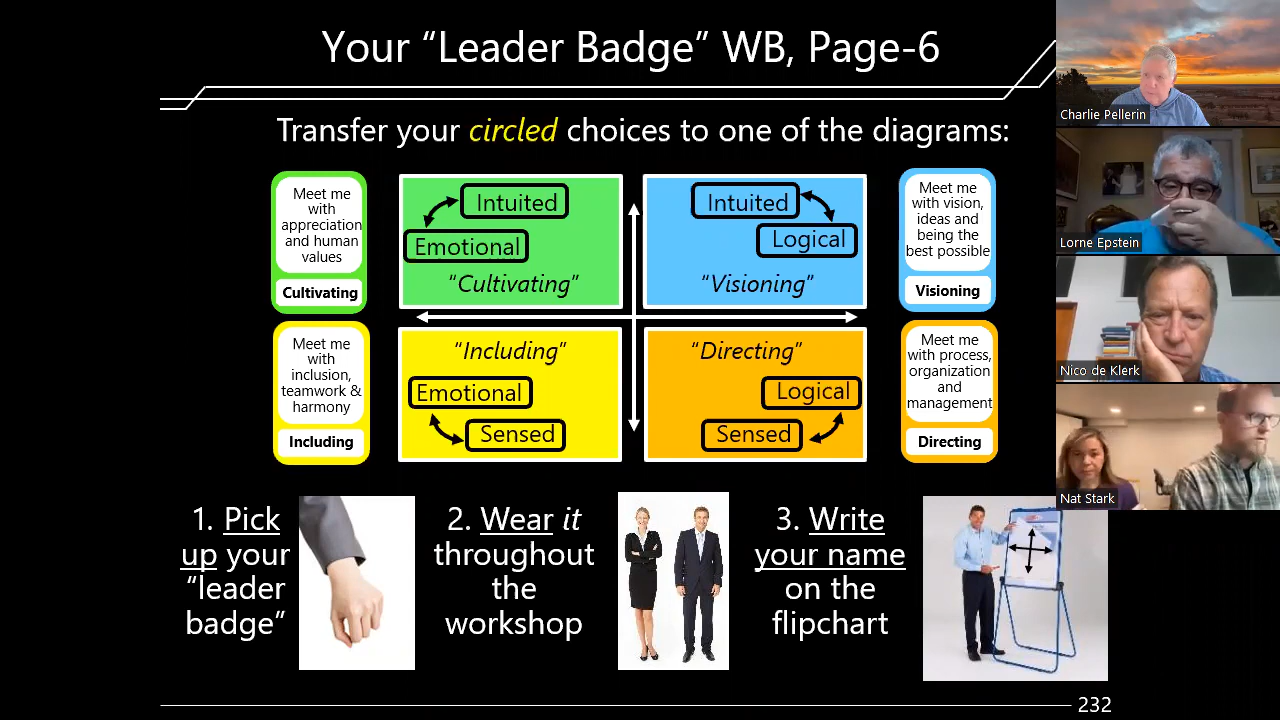 Your “Leader Badge” WB, Page-6
Transfer your circled choices to one of the diagrams:
Meet me
with
appreciation
and human
values
Cultivating
Intuited
Emotional
“Cultivating”
Intuited
Logical
“Visioning”
Meet me
with vision,
ideas and
being the
best possible
Visioning
Meet me
with
inclusion,
teamwork &
harmony
Including
“Including”
Emotional
Sensed
“Directing”
Logical
Sensed
Meet me
with process,
organization
and
management
Directing
1. Pick
up your
“leader
badge”
2. Wear it
throughout
the
workshop
3. Write
your name
on the
flipchart
232
Charlie Pellerin
Lorne Epstein
Nico de Klerk
Nat Stark